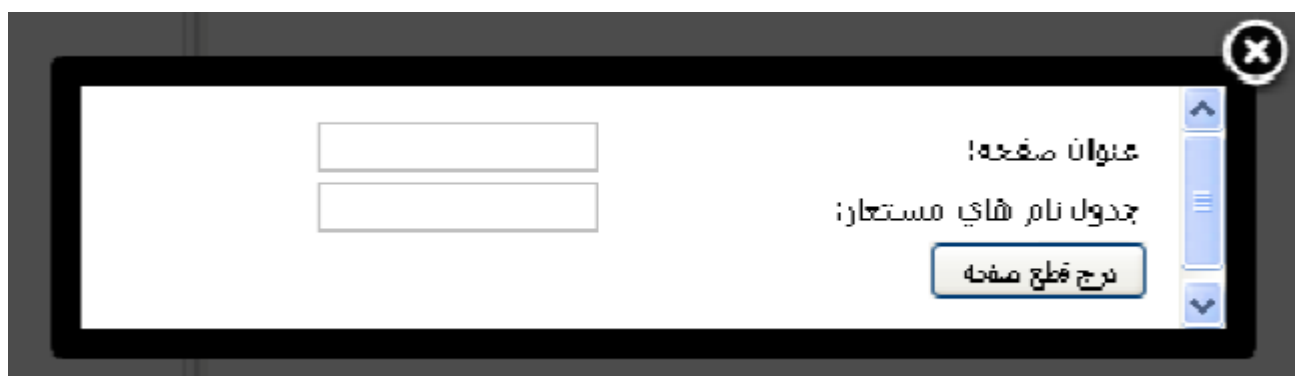 عنوان صفحه:
جدول نام هاي مستعار:
درج قطع صفحه